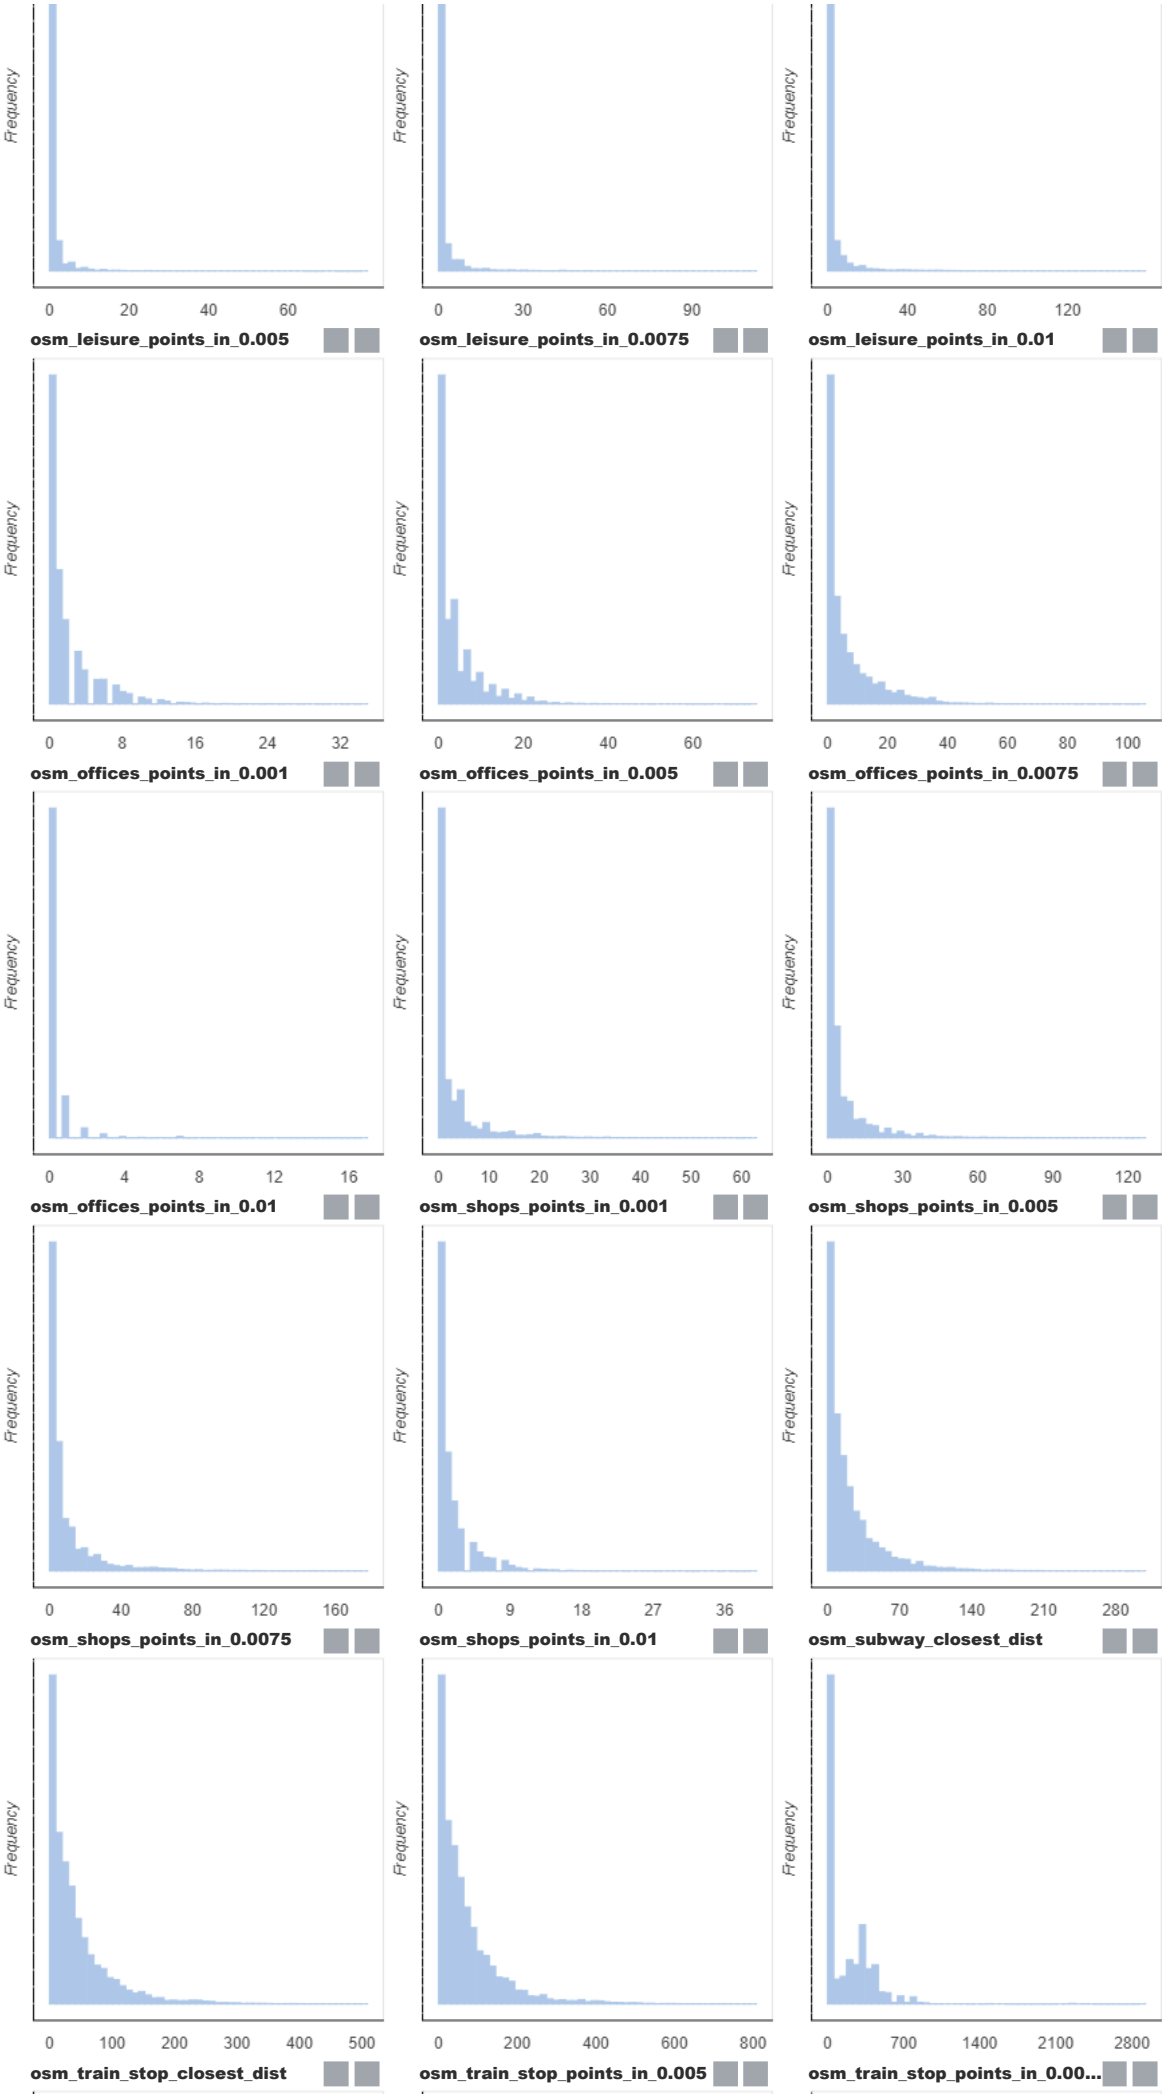 Frequency Frequency Frequency
0 20 40 60 0 30 60 90 0 40 80 120
osm_leisure_points_in_0.005 osm_leisure_points_in_0.0075 osm_leisure_points_in_0.01
Frequency Frequency Frequency
0 8 16 24 32 0 20 40 60 0 20 40 60 80 100
osm_offices_points_in_0.001 osm_offices_points_in_0.005 osm_offices_points_in_0.0075
Frequency Frequency Frequency
0 4 8 12 16 0 10 20 30 40 50 60 0 30 60 90 120
osm_offices_points_in_0.01 osm_shops_points_in_0.001 osm_shops_points_in_0.005
Frequency Frequency Frequency
0 40 80 120 160 0 9 18 27 36 0 70 140 210 280
osm_shops_points_in_0.0075 osm_shops_points_in_0.01 osm_subway_closest_dist
Frequency Frequency Frequency
0 100 200 300 400 500 0 200 400 600 800 0 700 1400 2100 2800
osm_train_stop_closest_dist osm_train_stop_points_in_0.005 osm_train_stop_points_in_0.00...